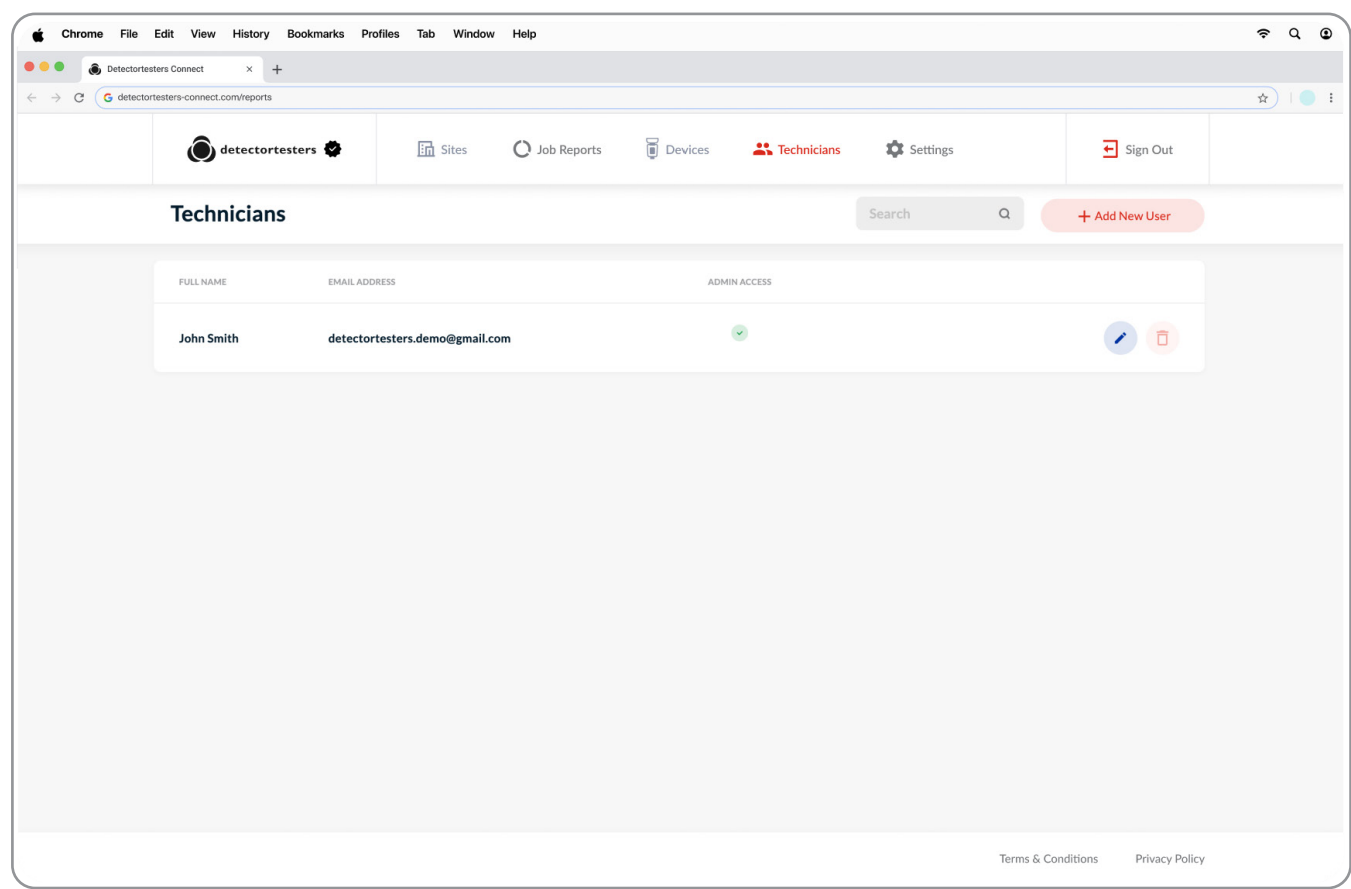 Chrome File Edit View History Bookmarks Profiles Tab Window Help
Detectortesters Connect
detectortesters-connect.com/reports
detectortesters Sites Job Reports Devices Technicians Settings Sign Out
Technicians Search + Add New User
FULL NAME EMAIL ADDRESS ADMIN ACCESS
John Smith detectortesters.demo@gmail.com
Terms & Conditions Privacy Policy